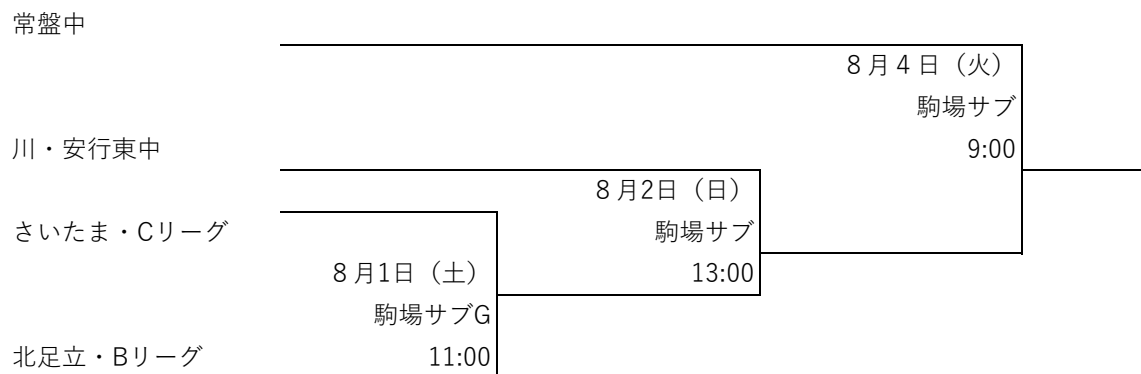 常盤中
８月４日（火）
駒場サブ
川・安行東中
9:00
８月2日（日）
さいたま・Cリーグ
駒場サブ
８月1日（土）
13:00
駒場サブG
北足立・Bリーグ
11:00